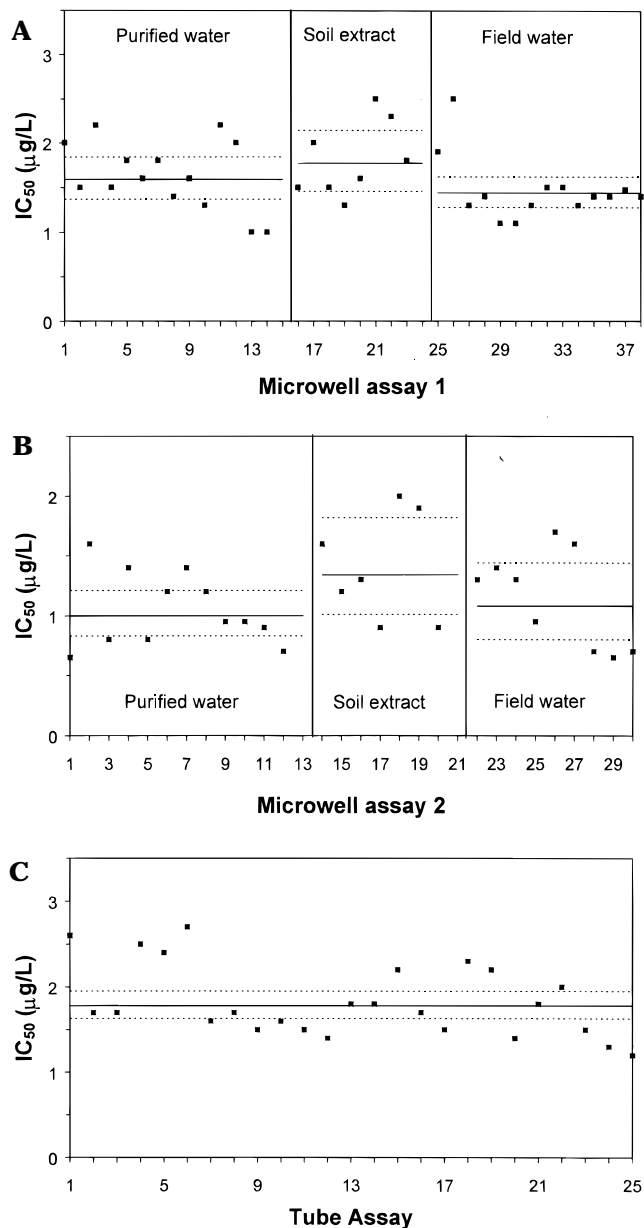 A
Purified water Soil extract Field water
3
2
1
0
IC50 (µg/L)
1 5 9 13 17 21 25 29 33 37
Microwell assay 1
B
2
1
0
IC50 (µg/L)
Purified water Soil extract Field water
1 3 5 7 9 11 13 15 17 19 21 23 25 27 29
Microwell assay 2
C
3
2
1
0
IC50 (µg/L)
1 5 9 13 17 21 25
Tube Assay